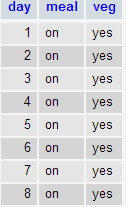 day meal veg
1 on yes
2 on yes
3 on yes
4 on yes
5 on yes
6 on yes
7 on yes
8 on yes